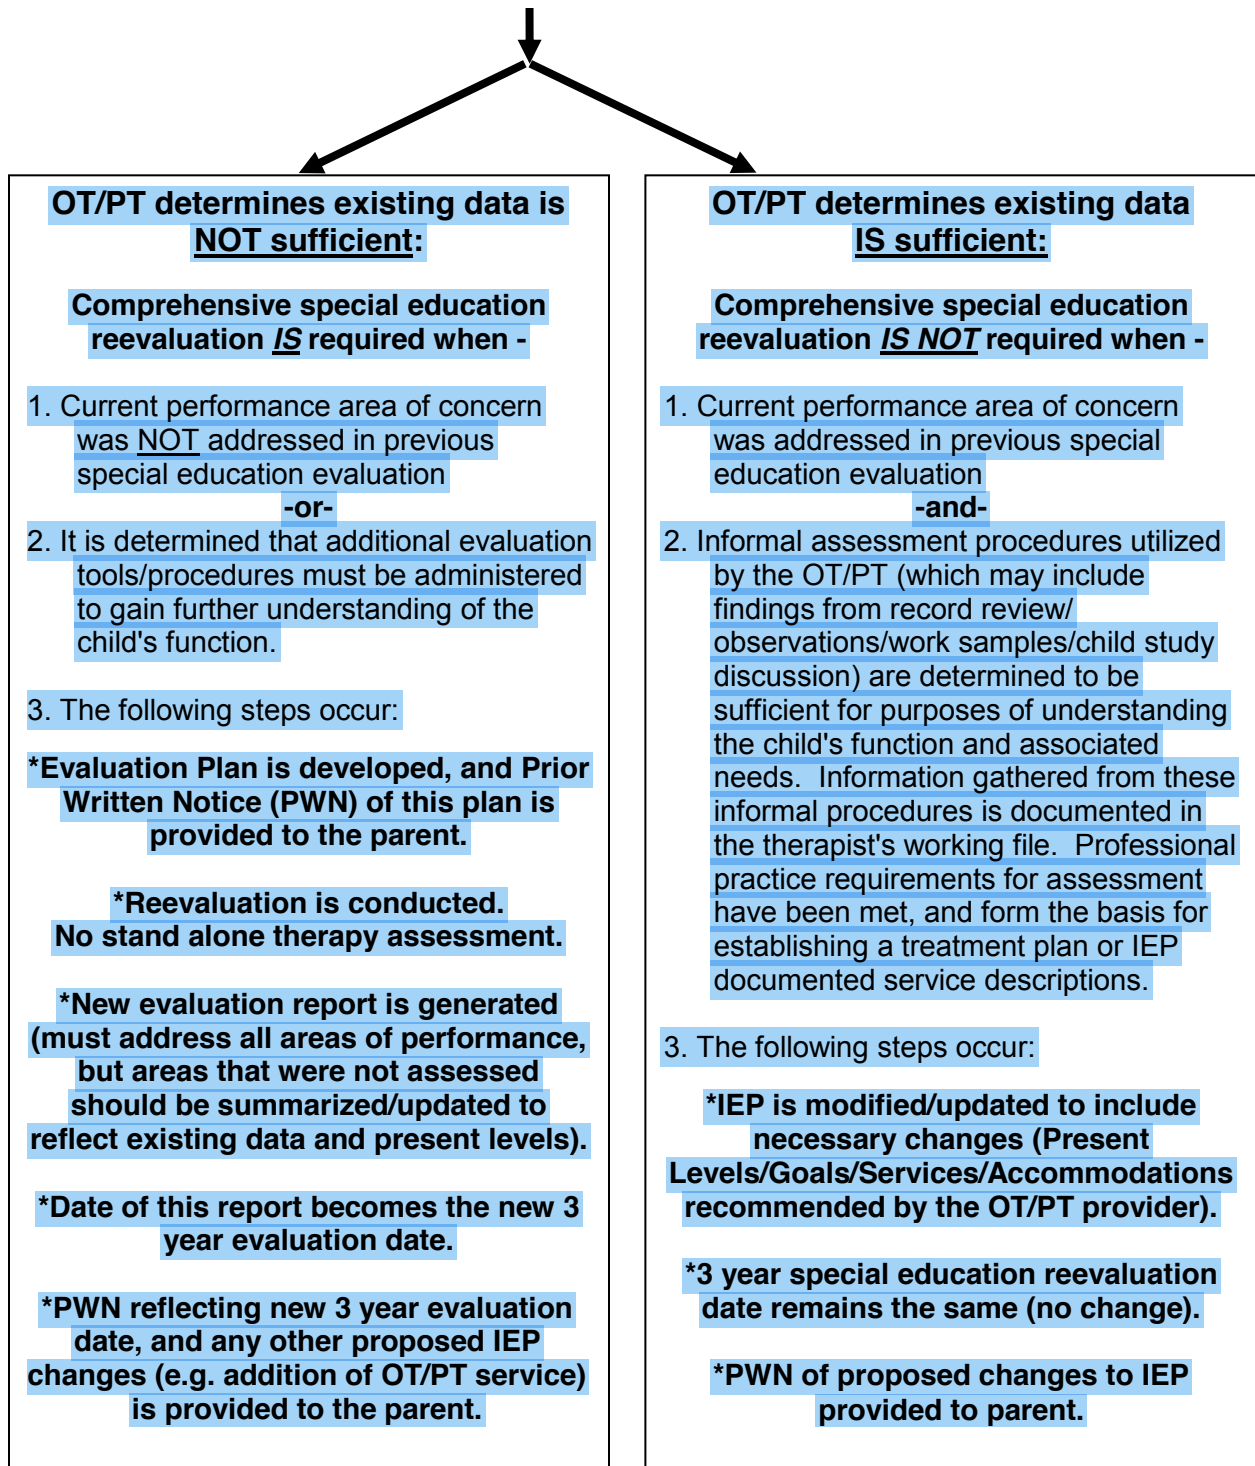 OT/PT determines existing data is
NOT sufficient:
Comprehensive special education
reevaluation IS required when -
1. Current performance area of concern
was NOT addressed in previous
special education evaluation
-or-
2. It is determined that additional evaluation
tools/procedures must be administered
to gain further understanding of the
child's function.
3. The following steps occur:
*Evaluation Plan is developed, and Prior
Written Notice (PWN) of this plan is
provided to the parent.
*Reevaluation is conducted.
No stand alone therapy assessment.
*New evaluation report is generated
(must address all areas of performance,
but areas that were not assessed
should be summarized/updated to
reflect existing data and present levels).
*Date of this report becomes the new 3
year evaluation date.
*PWN reflecting new 3 year evaluation
date, and any other proposed IEP
changes (e.g. addition of OT/PT service)
is provided to the parent.
OT/PT determines existing data
IS sufficient:
Comprehensive special education
reevaluation IS NOT required when -
1. Current performance area of concern
was addressed in previous special
education evaluation
-and-
2. Informal assessment procedures utilized
by the OT/PT (which may include
findings from record review/
observations/work samples/child study
discussion) are determined to be
sufficient for purposes of understanding
the child's function and associated
needs.  Information gathered from these
informal procedures is documented in
the therapist's working file.  Professional
practice requirements for assessment
have been met, and form the basis for
establishing a treatment plan or IEP
documented service descriptions.
3. The following steps occur:
*IEP is modified/updated to include
necessary changes (Present
Levels/Goals/Services/Accommodations
recommended by the OT/PT provider).
*3 year special education reevaluation
date remains the same (no change).
*PWN of proposed changes to IEP
provided to parent.